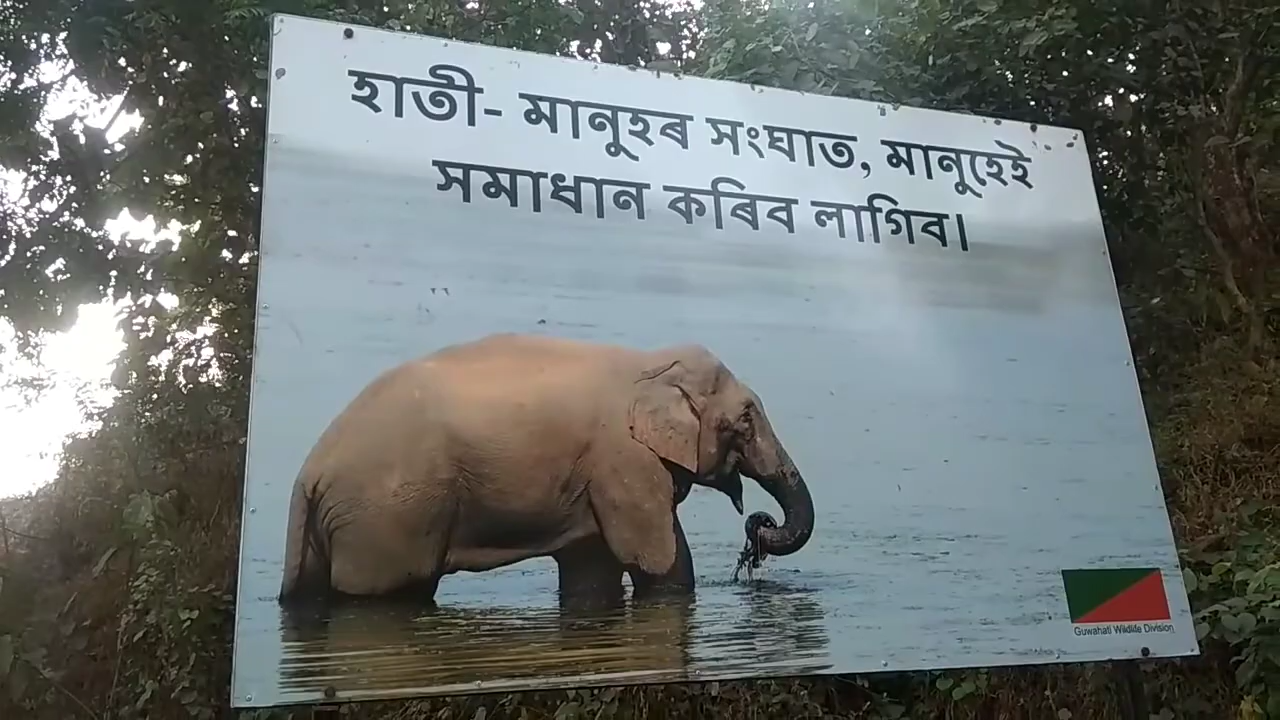 হাতী- মানুহৰ সংঘাত, মানুহেই
সমাধান কৰিব লাগিব।
Guwahati Wildlife Division